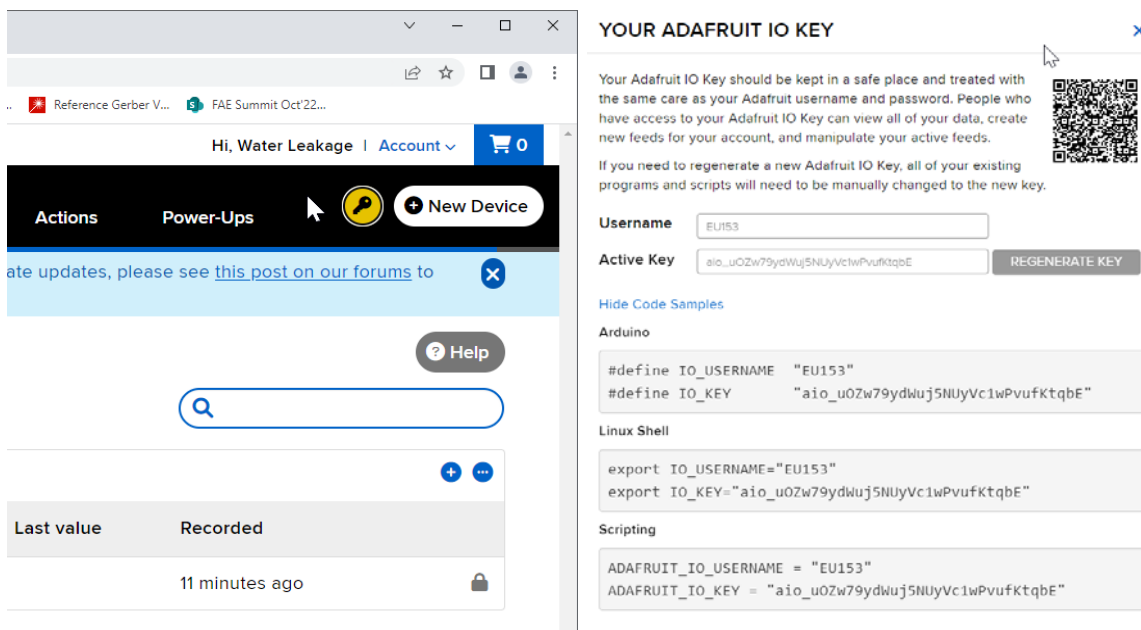 ... Reference Gerber V... FAE Summit Oct'22...
Hi, Water Leakage | Account 0
Actions Power-Ups New Device
ate updates, please see this post on our forums to
Help
Last value Recorded
11 minutes ago
YOUR ADAFRUIT IO KEY
Your Adafruit IO Key should be kept in a safe place and treated with
the same care as your Adafruit username and password. People who
have access to your Adafruit IO Key can view all of your data, create
new feeds for your account, and manipulate your active feeds.
If you need to regenerate a new Adafruit IO Key, all of your existing
programs and scripts will need to be manually changed to the new key.
Username EU153
Active Key aio_uOZw79ydWuj5NUyVc1wPvufKtqbE REGENERATE KEY
Hide Code Samples
Arduino
#define IO_USERNAME "EU153"
#define IO_KEY "aio_uOZw79ydWuj5NUyVc1wPvufKtqbE"
Linux Shell
export IO_USERNAME="EU153"
export IO_KEY="aio_uOZw79ydWuj5NUyVc1wPvufKtqbE"
Scripting
ADAFRUIT_IO_USERNAME = "EU153"
ADAFRUIT_IO_KEY = "aio_uOZw79ydWuj5NUyVc1wPvufKtqbE"